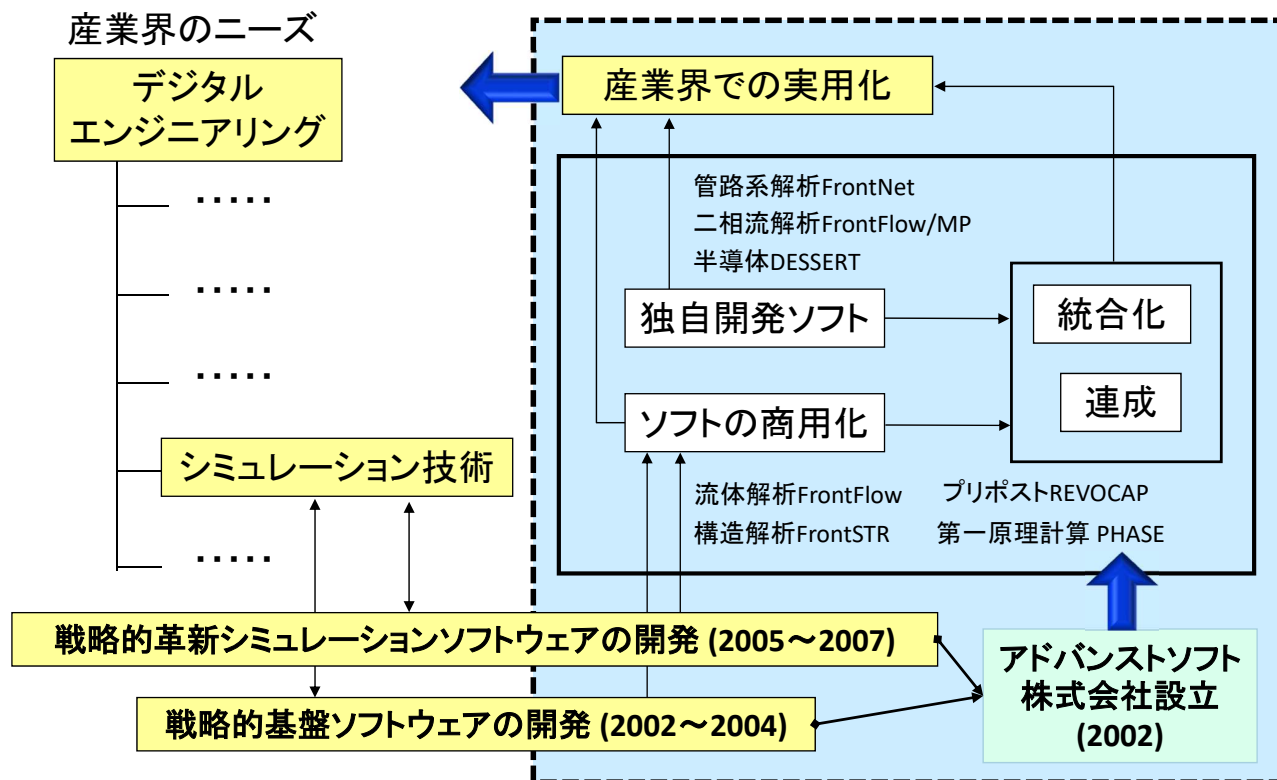 産業界のニーズ
デジタル
エンジニアリング
・・・・・
・・・・・
・・・・・
シミュレーション技術
・・・・・
産業界での実用化
管路系解析FrontNet
二相流解析FrontFlow/MP
半導体DESSERT
独自開発ソフト
統合化
連成
ソフトの商用化
流体解析FrontFlow
構造解析FrontSTR
プリポストREVOCAP
第一原理計算 PHASE
戦略的革新シミュレーションソフトウェアの開発 (2005～2007)
戦略的基盤ソフトウェアの開発 (2002～2004)
アドバンストソフト
株式会社設立
(2002)